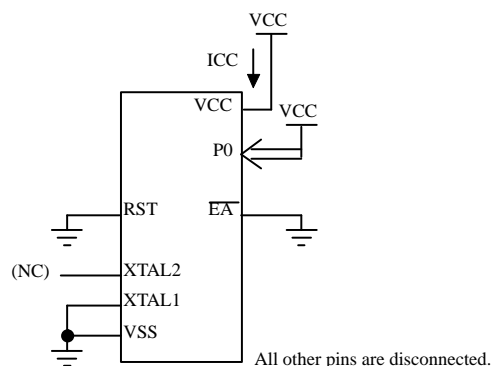 VCC
ICC
VCC
VCC
P0
RST
EA
(NC)
XTAL2
XTAL1
VSS
All other pins are disconnected.